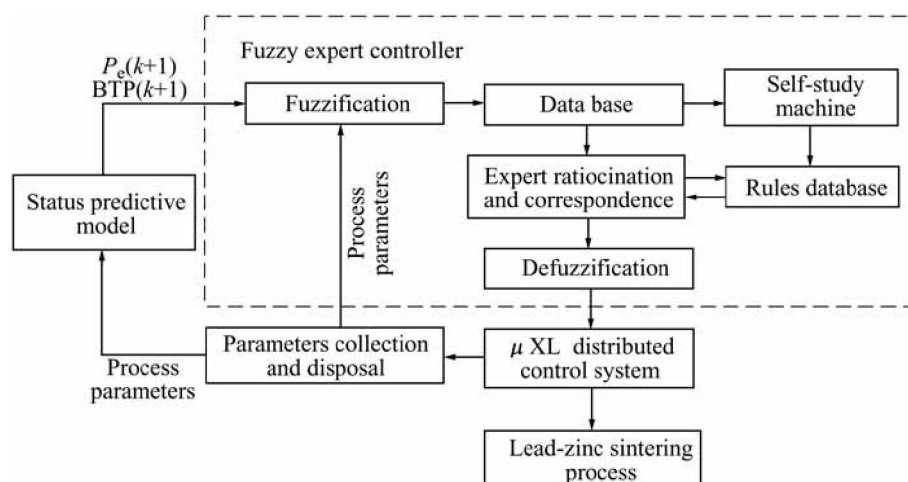 Fuzzy expert controller
P_e(k+1)
BTP(k+1)
Fuzzification
Data base
Self-study
machine
Status predictive
model
Process
parameters
Expert ratiocination
and correspondence
Rules database
Defuzzification
Process
parameters
Parameters collection
and disposal
μ XL distributed
control system
Lead-zinc sintering
process